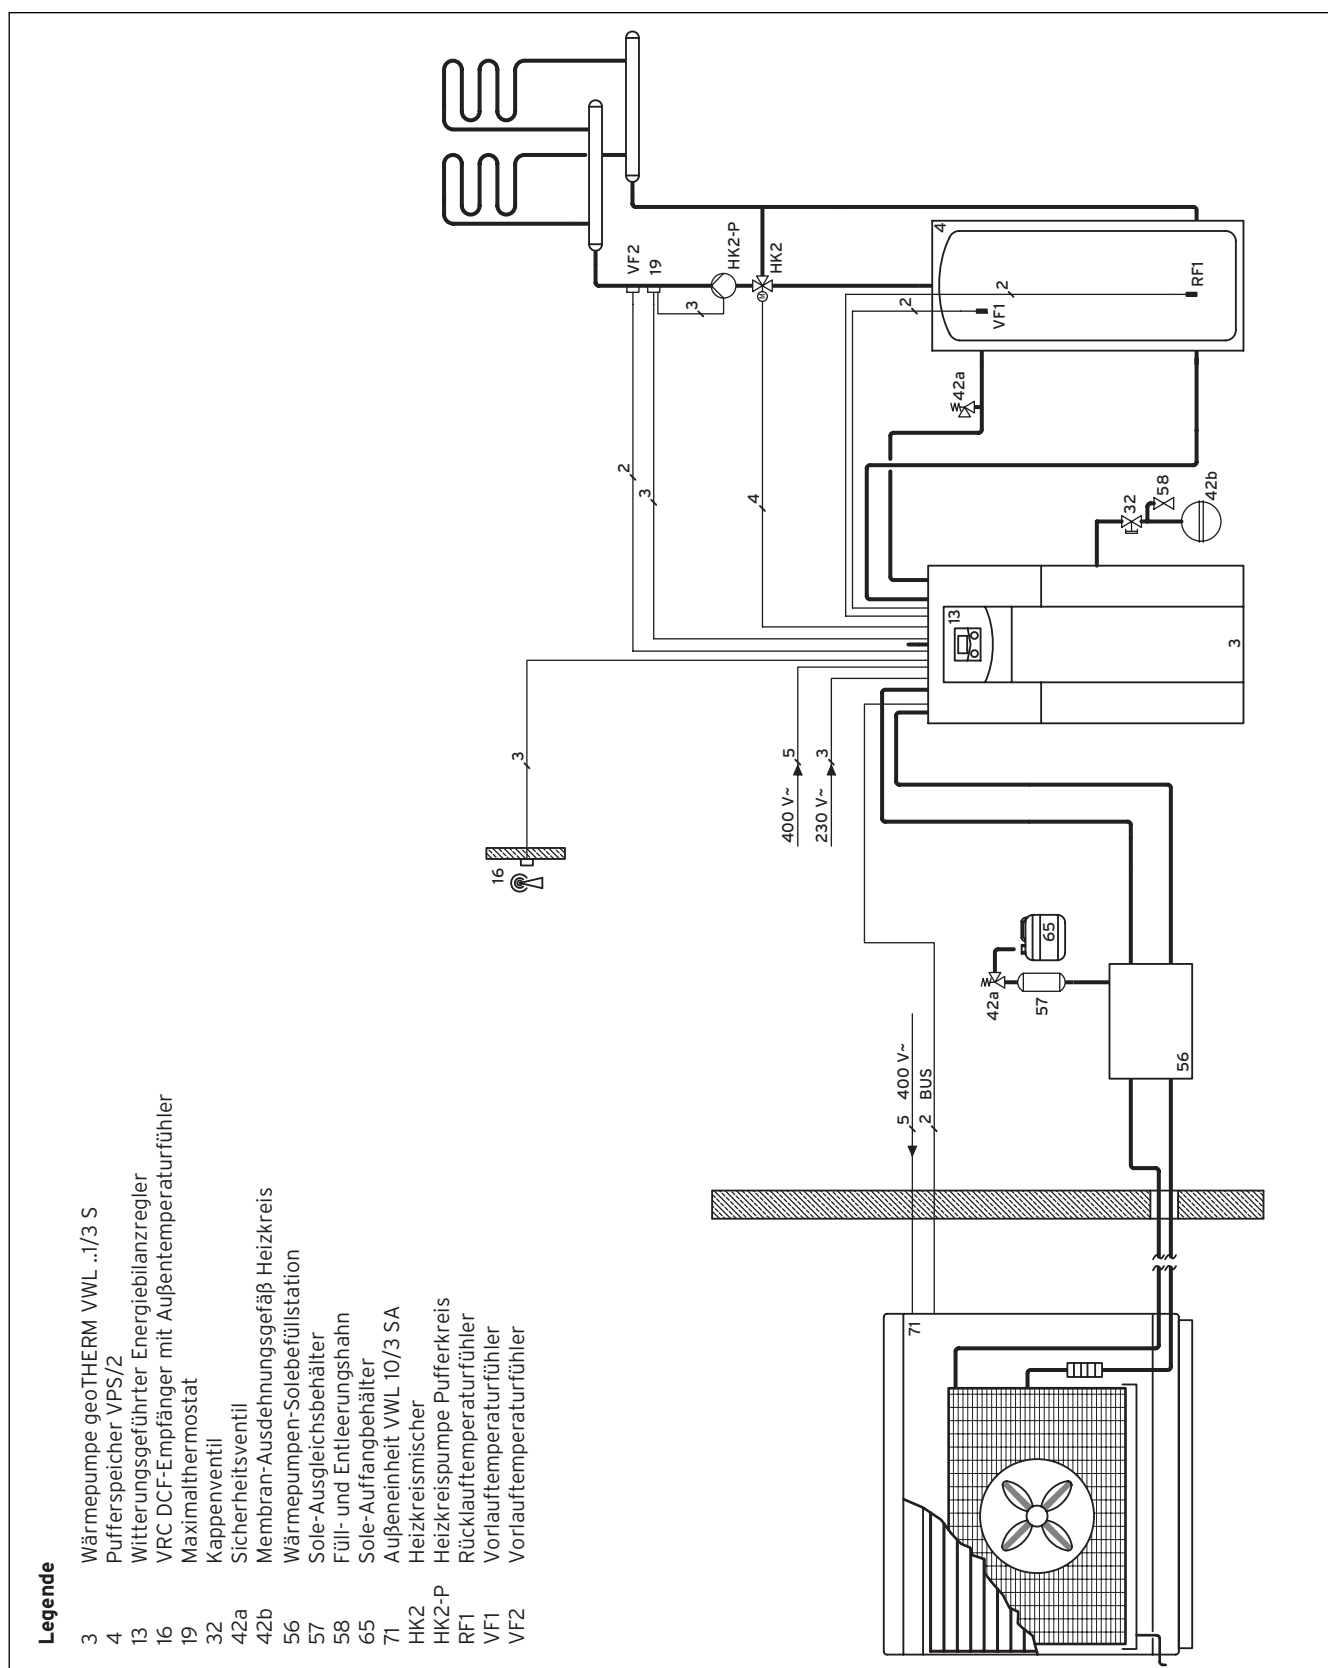 Legende
3 Wärmepumpe geoTHERM VWL ..1/3 S
4 Pufferspeicher VPS/2
13 Witterungsgeführter Energiebilanzregler
16 VRC DCF-Empfänger mit Außentemperaturfühler
19 Maximalthermostat
32 Kappenventil
42a Sicherheitsventil
42b Membran-Ausdehnungsgefäß Heizkreis
56 Wärmepumpen-Solebefüllstation
57 Sole-Ausgleichsbehälter
58 Füll- und Entleerungshahn
65 Sole-Auffangbehälter
71 Außeneinheit VWL 10/3 SA
HK2 Heizkreismischer
HK2-P Heizkreispumpe Pufferkreis
RF1 Rücklauftemperaturfühler
VF1 Vorlauftemperaturfühler
VF2 Vorlauftemperaturfühler
16
3
VF2
19
3
HK2-P
HK2
2
3
4
400 V~ 5
230 V~ 3
2
2
4
VF1
RF1
42a
32
58
42b
13
3
42a
57
65
56
5 400 V~
2 BUS
71
M